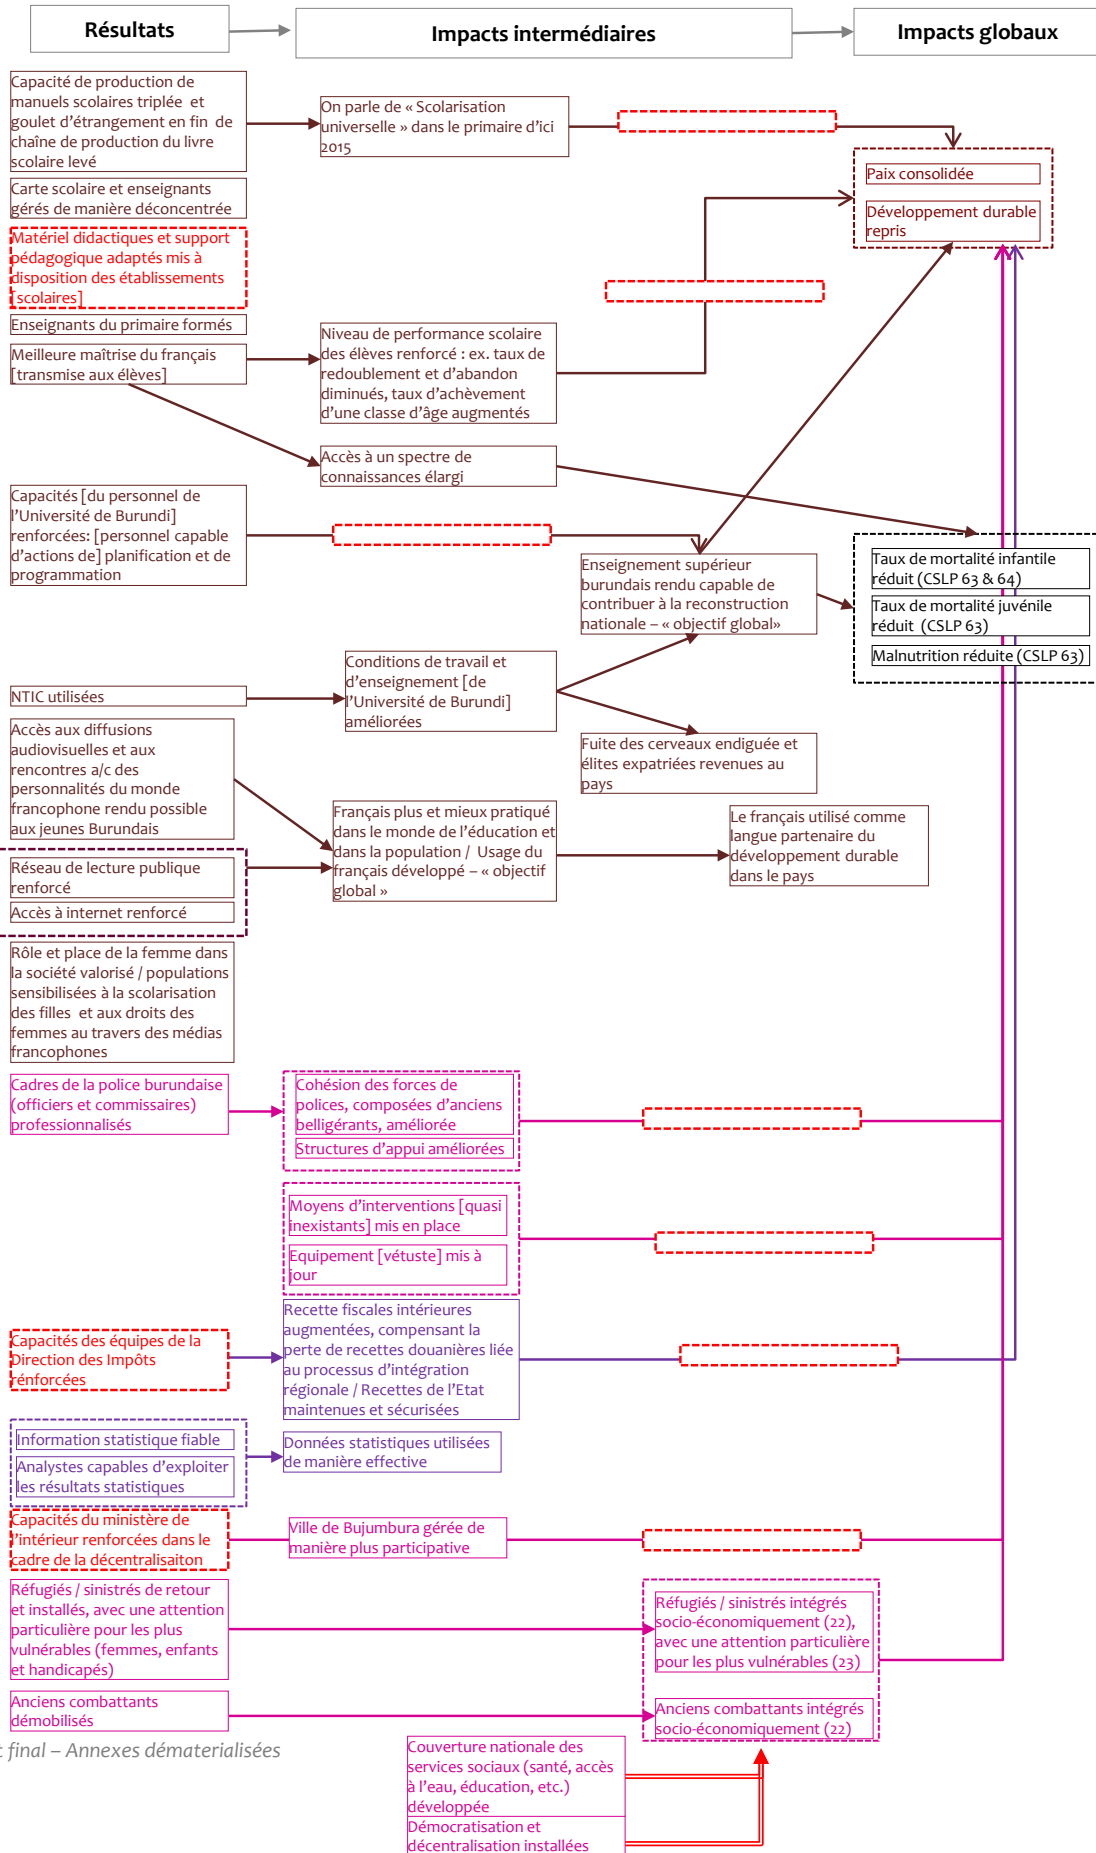 Résultats
Impacts intermédiaires
Impacts globaux
Capacité de production de
manuels scolaires triplée et
goulet d'étrangement en fin de
chaîne de production du livre
scolaire levé
On parle de « Scolarisation
universelle » dans le primaire d'ici
2015
Paix consolidée
Développement durable
repris
Carte scolaire et enseignants
gérés de manière déconcentrée
Matériel didactiques et support
pédagogique adaptés mis à
disposition des établissements
[scolaires]
Enseignants du primaire formés
Meilleure maîtrise du français
[transmise aux élèves]
Niveau de performance scolaire
des élèves renforcé : ex. taux de
redoublement et d'abandon
diminués, taux d'achèvement
d'une classe d'âge augmentés
Accès à un spectre de
connaissances élargi
Capacités [du personnel de
l'Université de Burundi]
renforcées: [personnel capable
d'actions de] planification et de
programmation
Enseignement supérieur
burundais rendu capable de
contribuer à la reconstruction
nationale – « objectif global»
Taux de mortalité infantile
réduit (CSLP 63 & 64)
Taux de mortalité juvénile
réduit (CSLP 63)
Malnutrition réduite (CSLP 63)
NTIC utilisées
Conditions de travail et
d'enseignement [de
l'Université de Burundi]
améliorées
Fuite des cerveaux endiguée et
élites expatriées revenues au
pays
Accès aux diffusions
audiovisuelles et aux
rencontres a/c des
personnalités du monde
francophone rendu possible
aux jeunes Burundais
Français plus et mieux pratiqué
dans le monde de l'éducation et
dans la population / Usage du
français développé – « objectif
global »
Le français utilisé comme
langue partenaire du
développement durable
dans le pays
Réseau de lecture publique
renforcé
Accès à internet renforcé
Rôle et place de la femme dans
la société valorisé / populations
sensibilisées à la scolarisation
des filles et aux droits des
femmes au travers des médias
francophones
Cadres de la police burundaise
(officiers et commissaires)
professionnalisés
Cohésion des forces de
polices, composées d'anciens
belligérants, améliorée
Structures d'appui améliorées
Moyens d'interventions [quasi
inexistants] mis en place
Equipement [vétuste] mis à
jour
Capacités des équipes de la
Direction des Impôts
rénforcées
Recette fiscales intérieures
augmentées, compensant la
perte de recettes douanières liée
au processus d'intégration
régionale / Recettes de l'Etat
maintenues et sécurisées
Information statistique fiable
Analystes capables d'exploiter
les résultats statistiques
Données statistiques utilisées
de manière effective
Capacités du ministère de
l'intérieur renforcées dans le
cadre de la décentralisaiton
Ville de Bujumbura gérée de
manière plus participative
Réfugiés / sinistrés de retour
et installés, avec une attention
particulière pour les plus
vulnérables (femmes, enfants
et handicapés)
Réfugiés / sinistrés intégrés
socio-économiquement (22),
avec une attention particulière
pour les plus vulnérables (23)
Anciens combattants
démobilisés
Anciens combattants intégrés
socio-économiquement (22)
t final – Annexes dématerialisées
Couverture nationale des
services sociaux (santé, accès
à l'eau, éducation, etc.)
développée
Démocratisation et
décentralisation installées